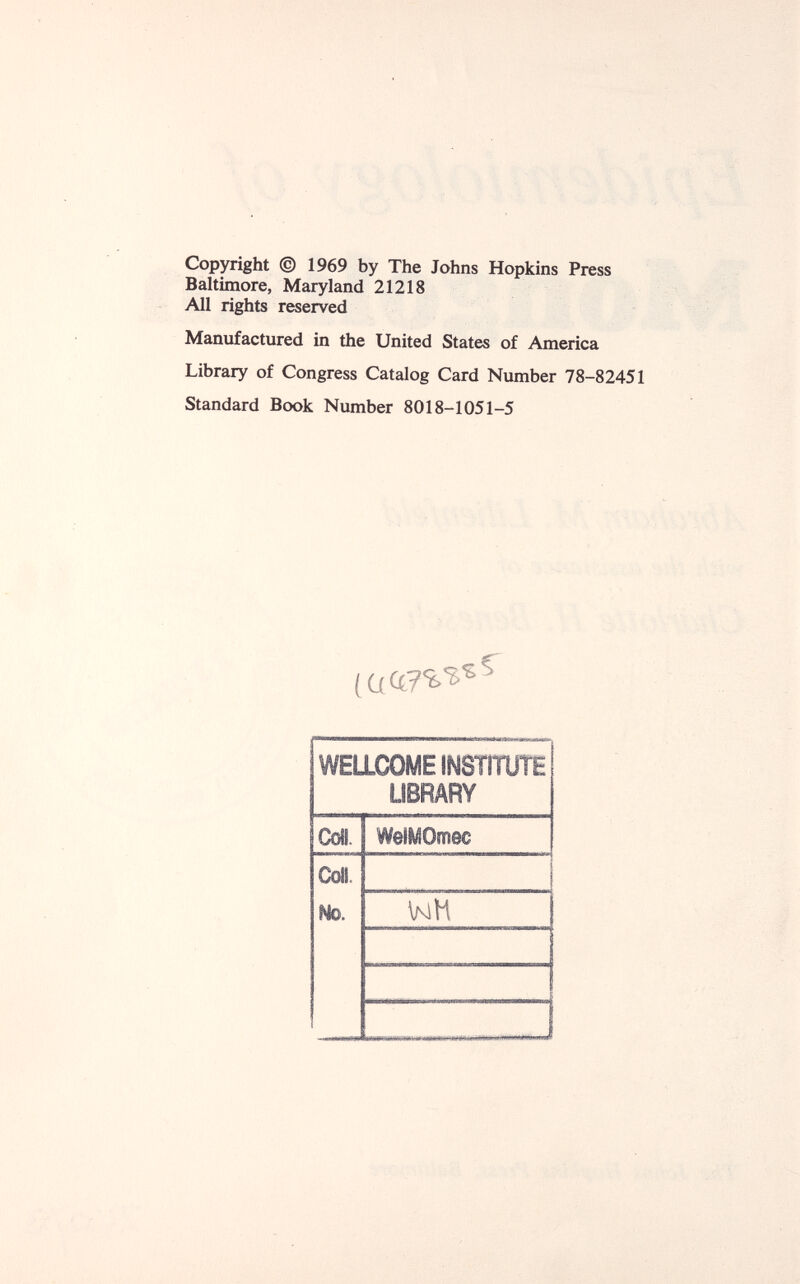 Copyright © 1969 by The Johns Hopkins Press
Baltimore, Maryland 21218
All rights reserved
Manufactured in the United States of America
Library of Congress Catalog Card Number 78-82451
Standard Book Number 8018-1051-5
WELLCOME INSTITUTE
LIBRARY
Coll. WelMOmec
Coll.
No. WM